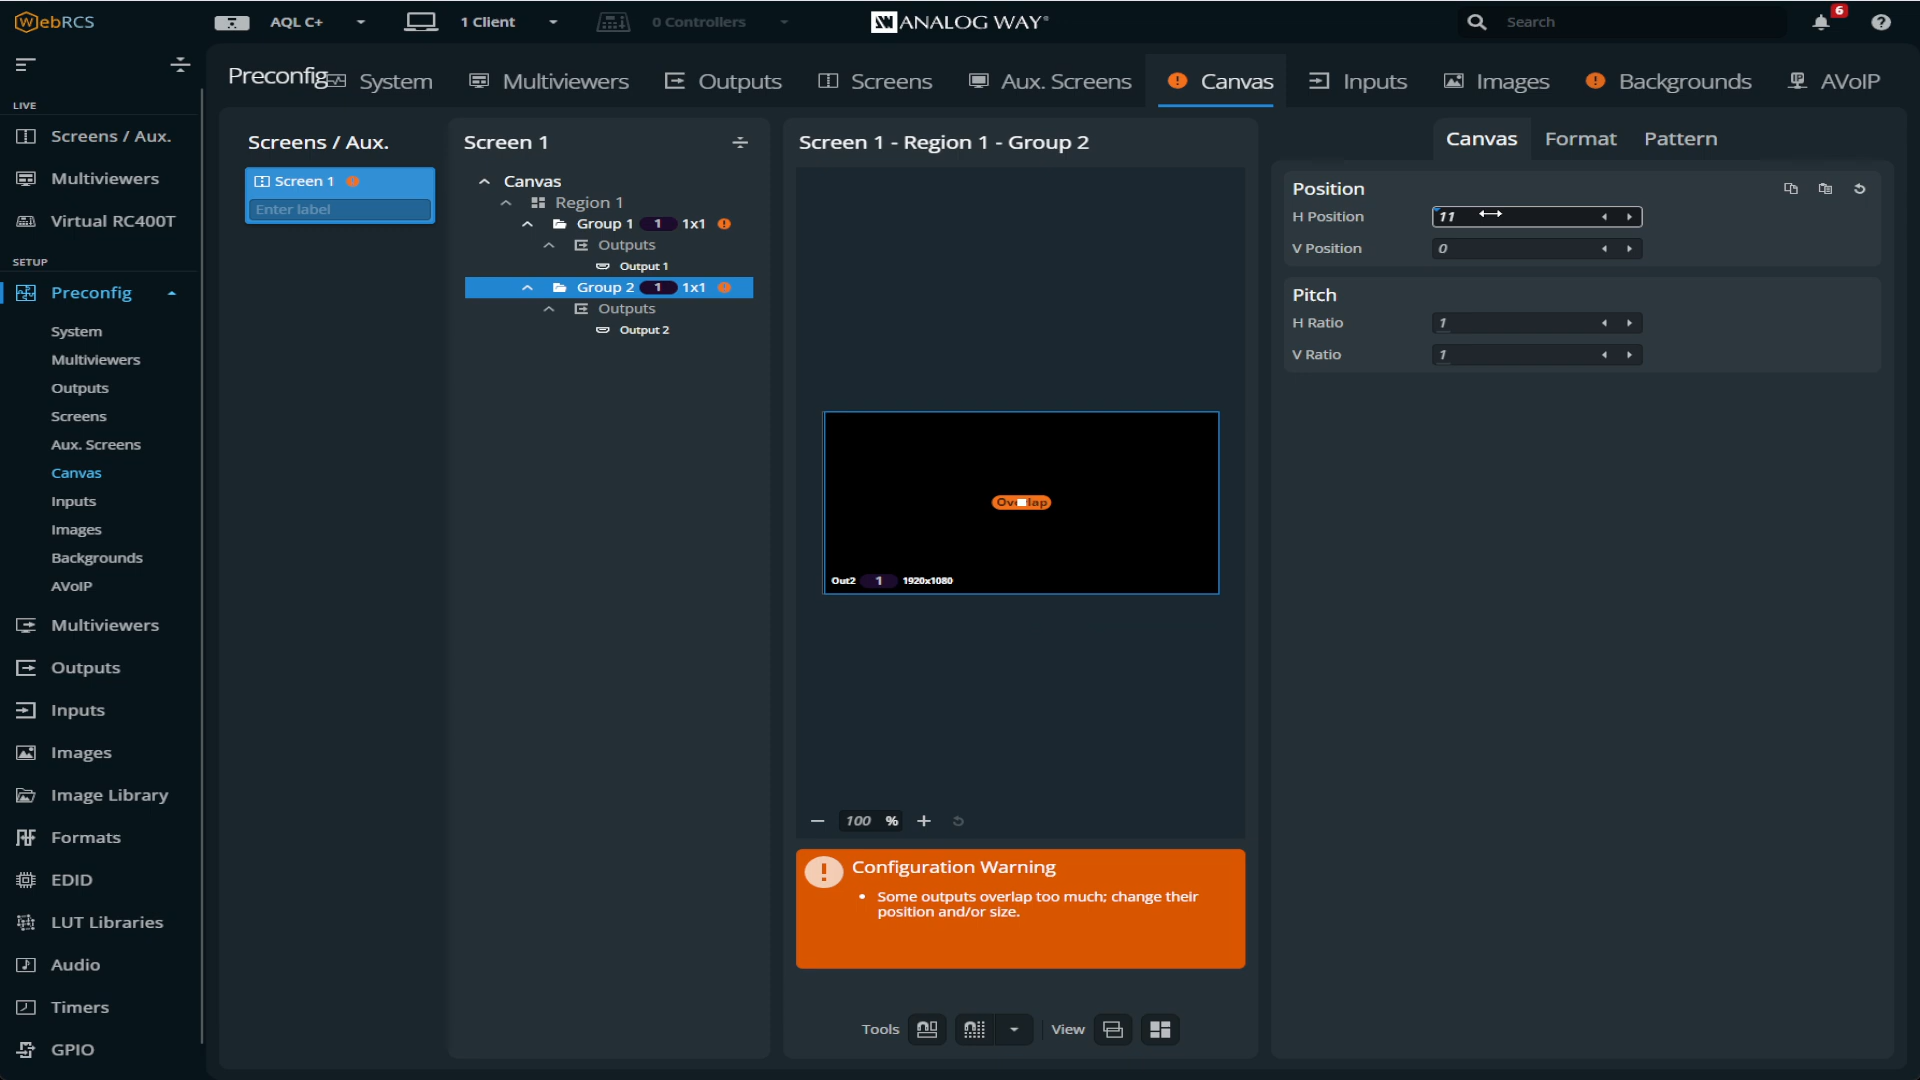 WebRCS
AQL C+
1 Client
0 Controllers
ANALOG WAY®
Search
6
LIVE
Screens / Aux.
Multiviewers
Virtual RC400T
SETUP
Preconfig
System
Multiviewers
Outputs
Screens
Aux. Screens
Canvas
Inputs
Images
Backgrounds
AVoIP
Multiviewers
Outputs
Inputs
Images
Image Library
Formats
EDID
LUT Libraries
Audio
Timers
GPIO
Preconfig
System
Multiviewers
Outputs
Screens
Aux. Screens
Canvas
Inputs
Images
Backgrounds
AVoIP
Screens / Aux.
Screen 1
Enter label
Screen 1
Canvas
Region 1
Group 1 1 1x1
Outputs
Output 1
Group 2 1 1x1
Outputs
Output 2
Screen 1 - Region 1 - Group 2
Out2 1 1920x1080
100 %
Configuration Warning
• Some outputs overlap too much; change their
position and/or size.
Tools
View
Canvas
Format
Pattern
Position
H Position 11
V Position 0
Pitch
H Ratio 1
V Ratio 1